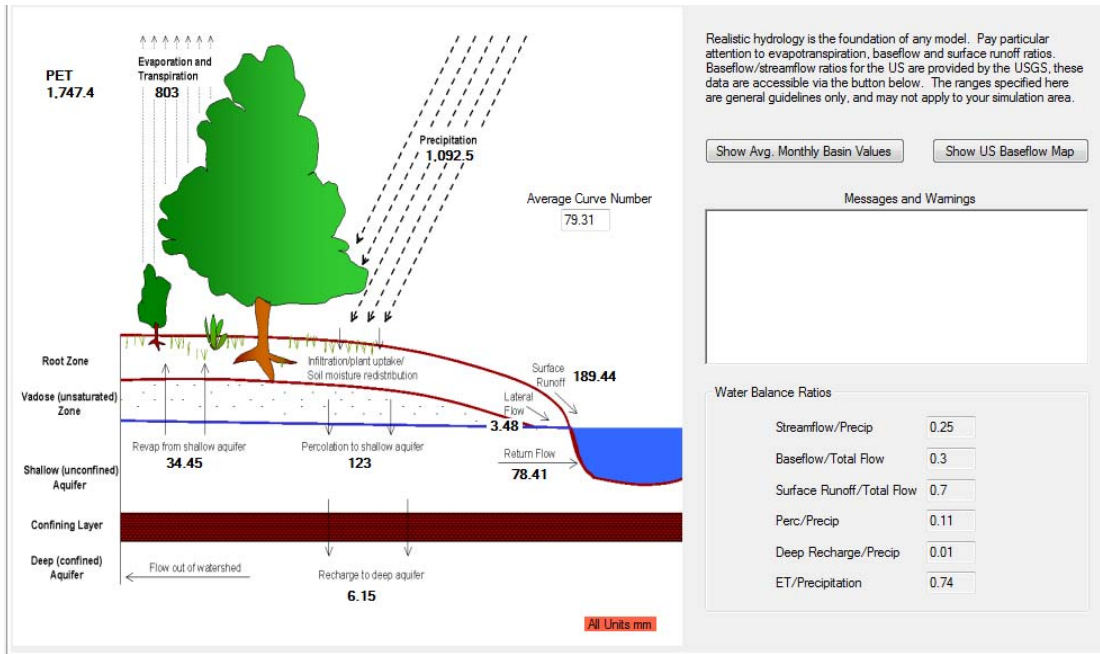 PET
1,747.4
Evaporation and
Transpiration
803
Precipitation
1,092.5
Average Curve Number
79.31
Root Zone
Infiltration/plant uptake/
Soil moisture redistribution
Surface
Runoff
189.44
Vadose (unsaturated)
Zone
Lateral
Flow
3.48
Revap from shallow aquifer
34.45
Percolation to shallow aquifer
123
Return Flow
78.41
Shallow (unconfined)
Aquifer
Confining Layer
Deep (confined)
Aquifer
Flow out of watershed
Recharge to deep aquifer
6.15
All Units mm
Realistic hydrology is the foundation of any model. Pay particular
attention to evapotranspiration, baseflow and surface runoff ratios.
Baseflow/streamflow ratios for the US are provided by the USGS, these
data are accessible via the button below. The ranges specified here
are general guidelines only, and may not apply to your simulation area.
Show Avg. Monthly Basin Values
Show US Baseflow Map
Messages and Warnings
Water Balance Ratios
Streamflow/Precip 0.25
Baseflow/Total Flow 0.3
Surface Runoff/Total Flow 0.7
Perc/Precip 0.11
Deep Recharge/Precip 0.01
ET/Precipitation 0.74